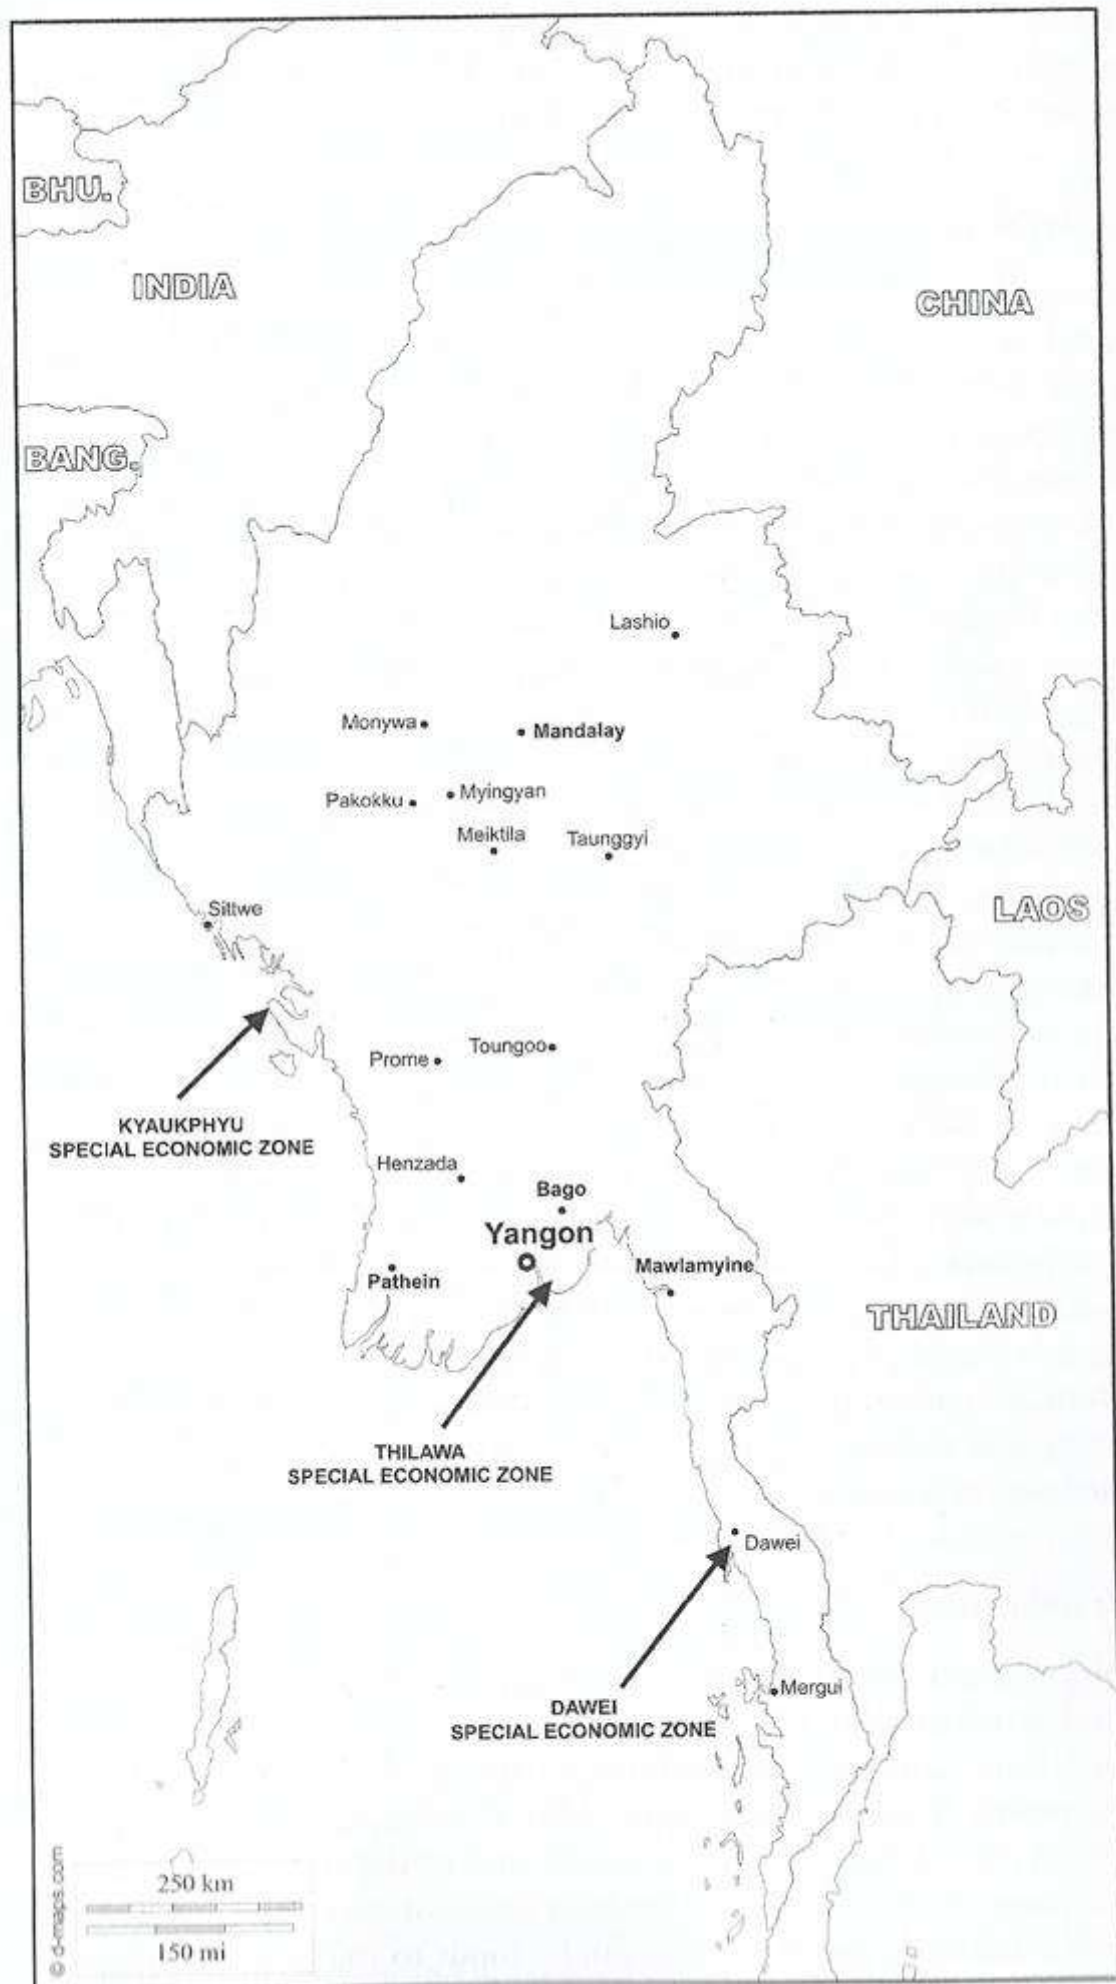 BHU.
INDIA
CHINA
BANG.
Lashio
Monywa
Mandalay
Pakokku
Myingyan
Meiktila
Taunggyi
LAOS
Sittwe
Prome
Toungoo
KYAUKPHYU
SPECIAL ECONOMIC ZONE
Henzada
Bago
Yangon
Pathein
Mawlamyine
THAILAND
THILAWA
SPECIAL ECONOMIC ZONE
Dawei
Mergui
DAWEI
SPECIAL ECONOMIC ZONE
250 km
150 mi
© d-maps.com